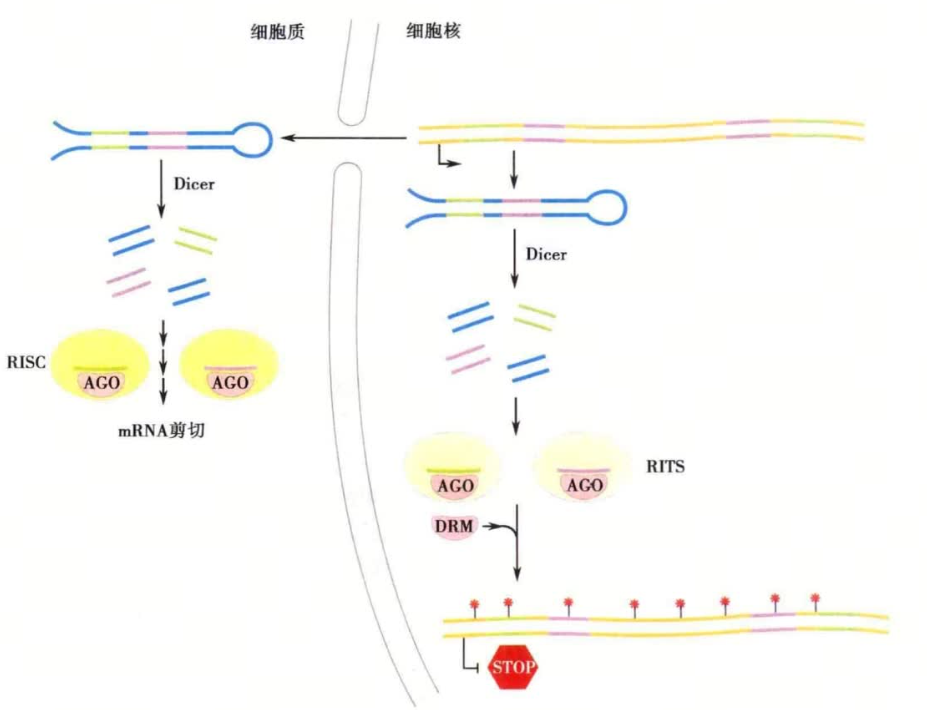 细胞质
细胞核
Dicer
Dicer
RISC
AGO
AGO
mRNA剪切
AGO
AGO
RITS
DRM
STOP